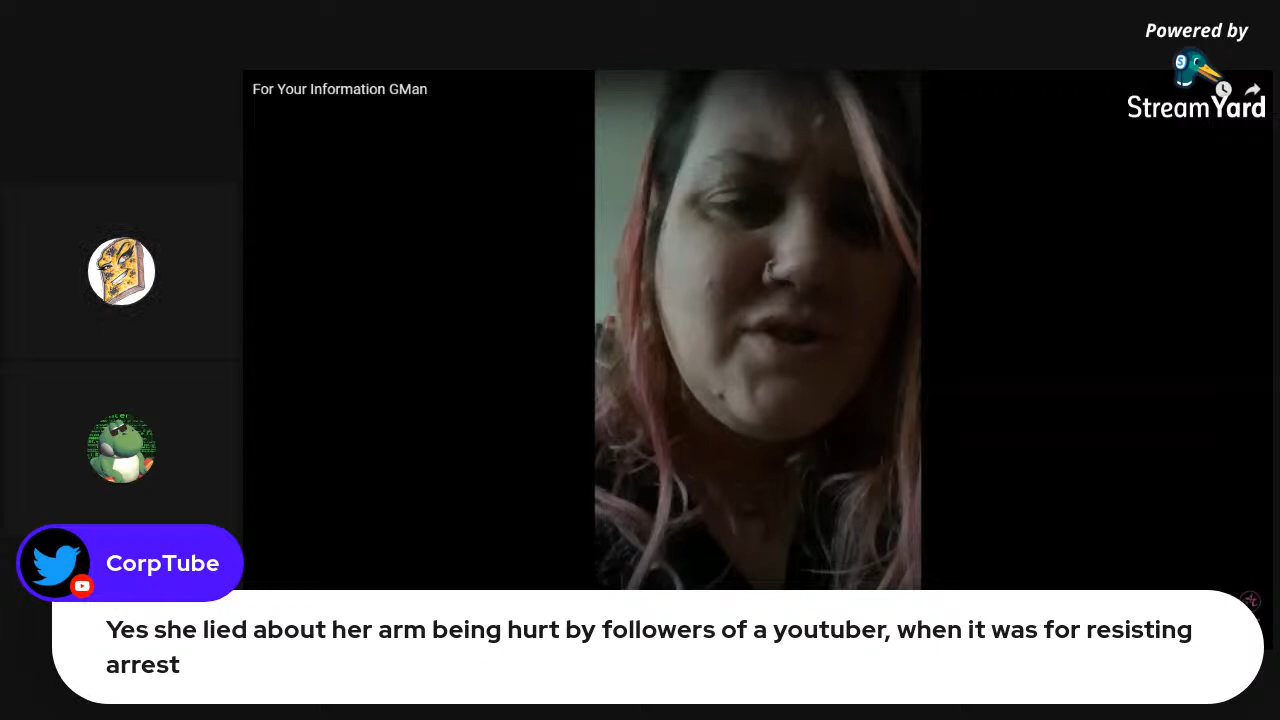 Powered by
StreamYard
For Your Information GMan
CorpTube
Yes she lied about her arm being hurt by followers of a youtuber, when it was for resisting
arrest